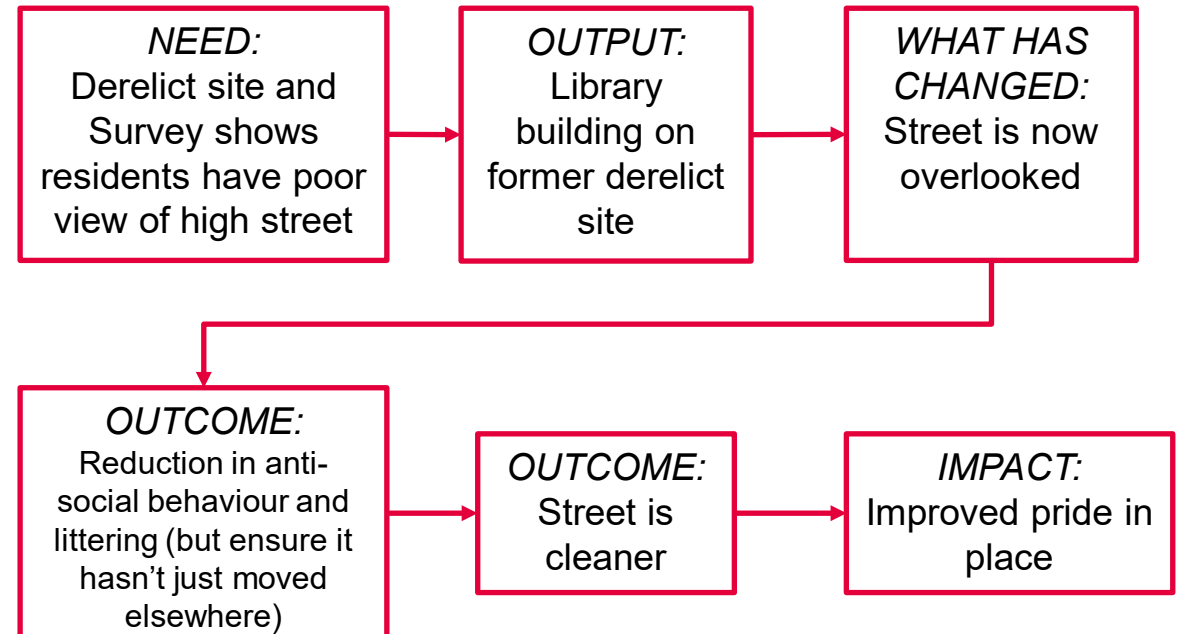 NEED:
Derelict site and
Survey shows
residents have poor
view of high street
OUTPUT:
Library
building on
former derelict
site
WHAT HAS
CHANGED:
Street is now
overlooked
OUTCOME:
Reduction in anti-
social behaviour and
littering (but ensure it
hasn’t just moved
elsewhere)
OUTCOME:
Street is
cleaner
IMPACT:
Improved pride in
place